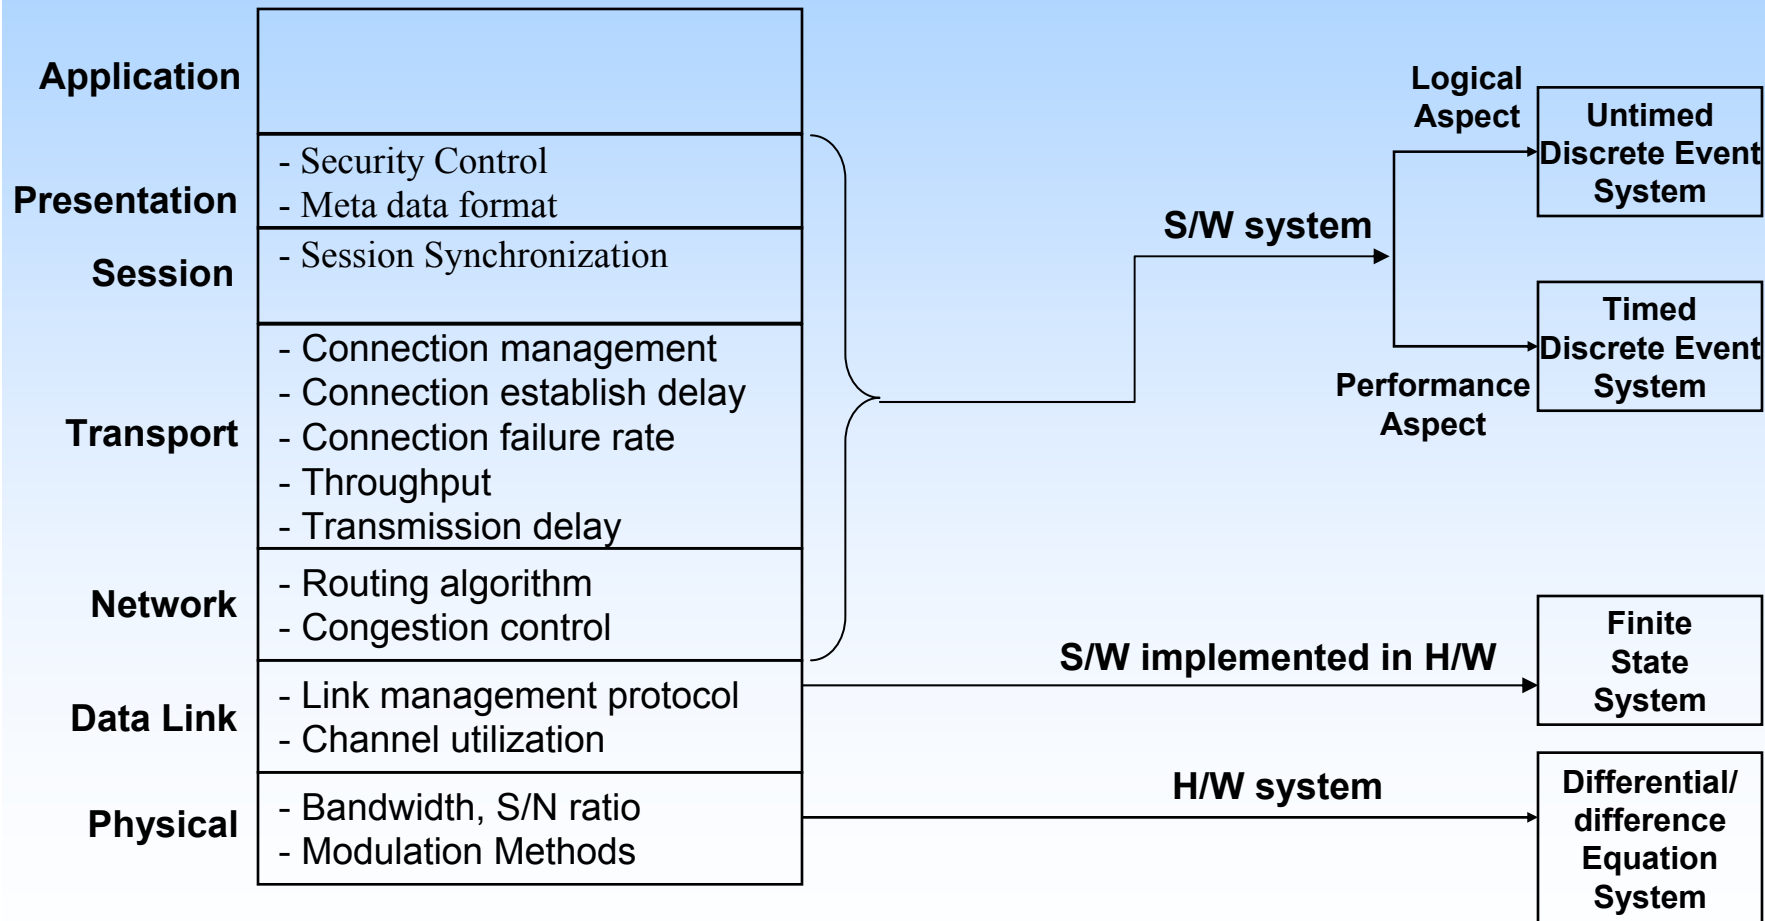 Application
Presentation
- Security Control
- Meta data format
Session
- Session Synchronization
Transport
- Connection management
- Connection establish delay
- Connection failure rate
- Throughput
- Transmission delay
Network
- Routing algorithm
- Congestion control
Data Link
- Link management protocol
- Channel utilization
Physical
- Bandwidth, S/N ratio
- Modulation Methods
S/W system
Logical
Aspect
Untimed
Discrete Event
System
Performance
Aspect
Timed
Discrete Event
System
S/W implemented in H/W
Finite
State
System
H/W system
Differential/
difference
Equation
System